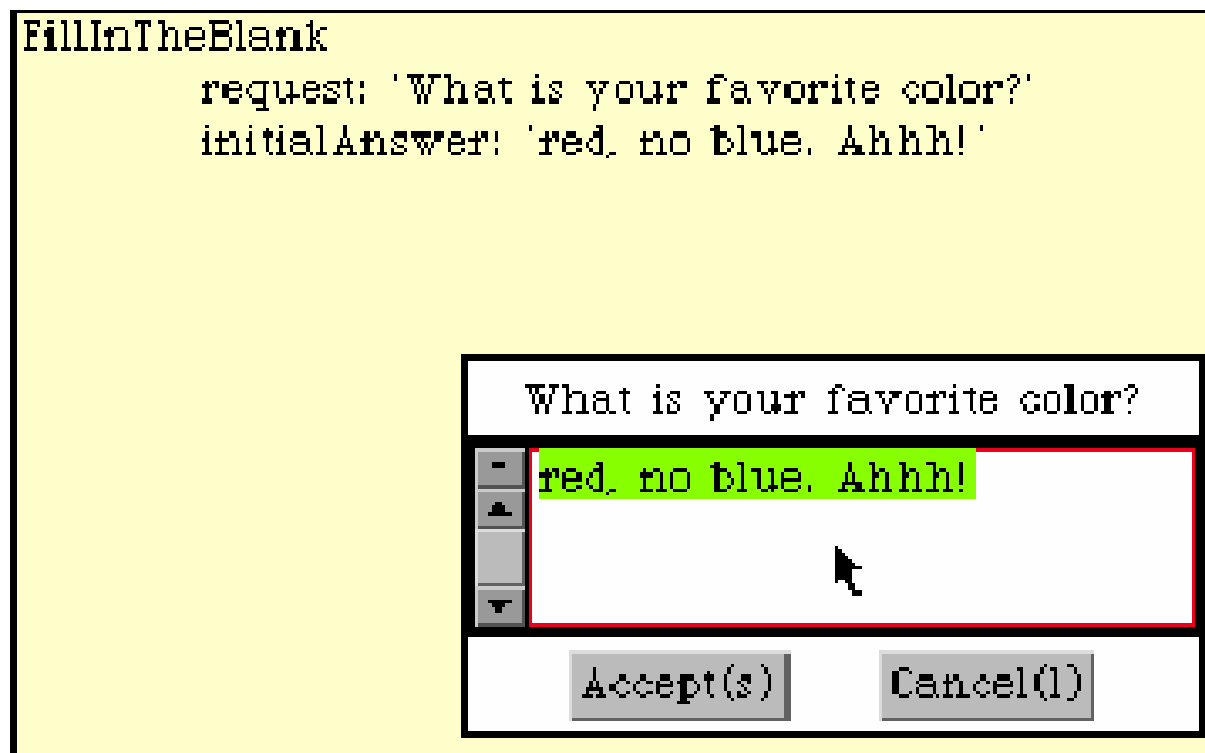 FillInTheBlank
request: 'What is your favorite color?'
initialAnswer: 'red, no blue. Ahhh!'
What is your favorite color?
red, no blue. Ahhh!
Accept(s)
Cancel(l)